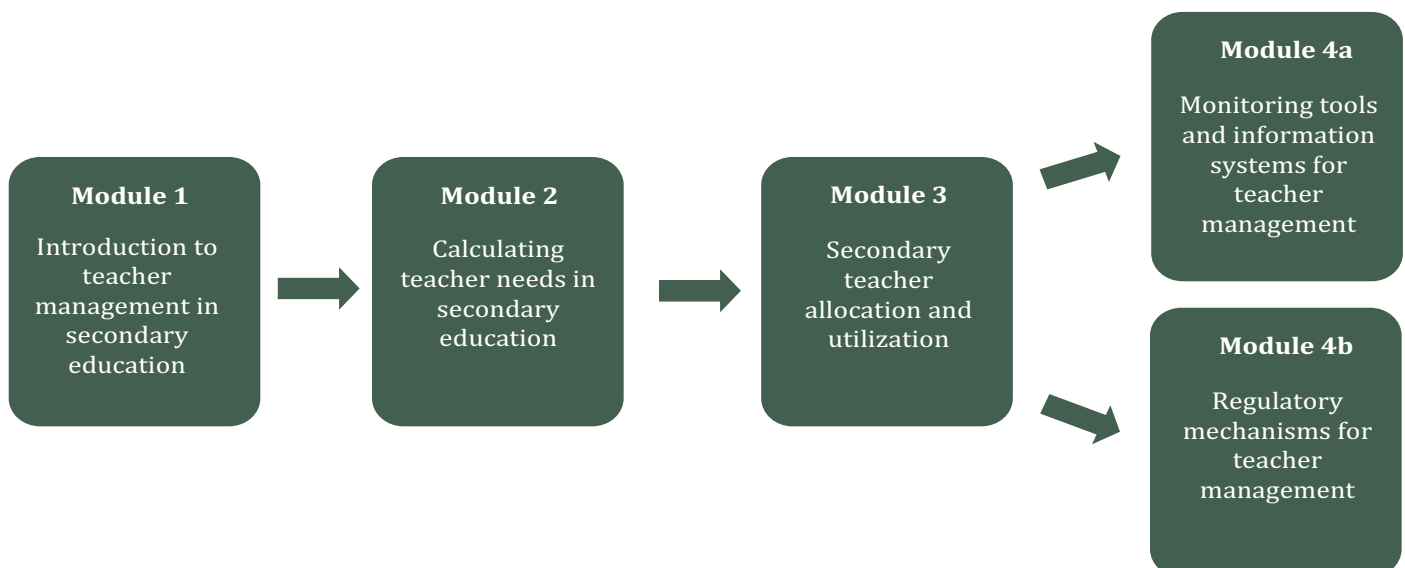 Module 1
Introduction to
teacher
management in
secondary
education
Module 2
Calculating
teacher needs in
secondary
education
Module 3
Secondary
teacher
allocation and
utilization
Module 4a
Monitoring tools
and information
systems for
teacher
management
Module 4b
Regulatory
mechanisms for
teacher
management